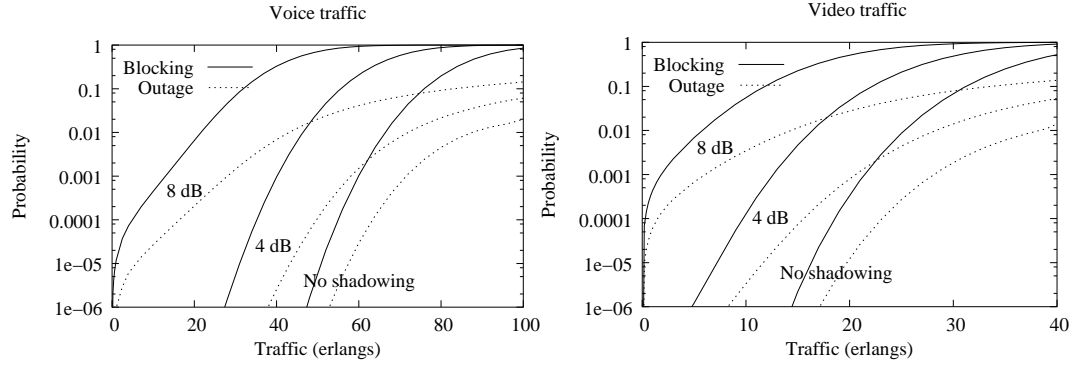 Voice traffic
Blocking
Outage
Probability
1
0.1
0.01
0.001
0.0001
1e−05
1e−06
8 dB
4 dB
No shadowing
0
20
40
60
80
100
Traffic (erlangs)
Video traffic
Blocking
Outage
Probability
1
0.1
0.01
0.001
0.0001
1e−05
1e−06
8 dB
4 dB
No shadowing
0
10
20
30
40
Traffic (erlangs)